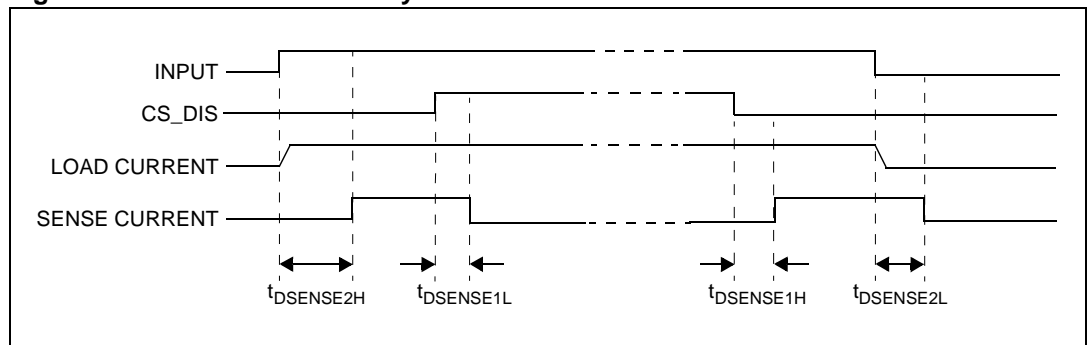 INPUT
CS_DIS
LOAD CURRENT
SENSE CURRENT
tDSENSE2H tDSENSE1L tDSENSE1H tDSENSE2L